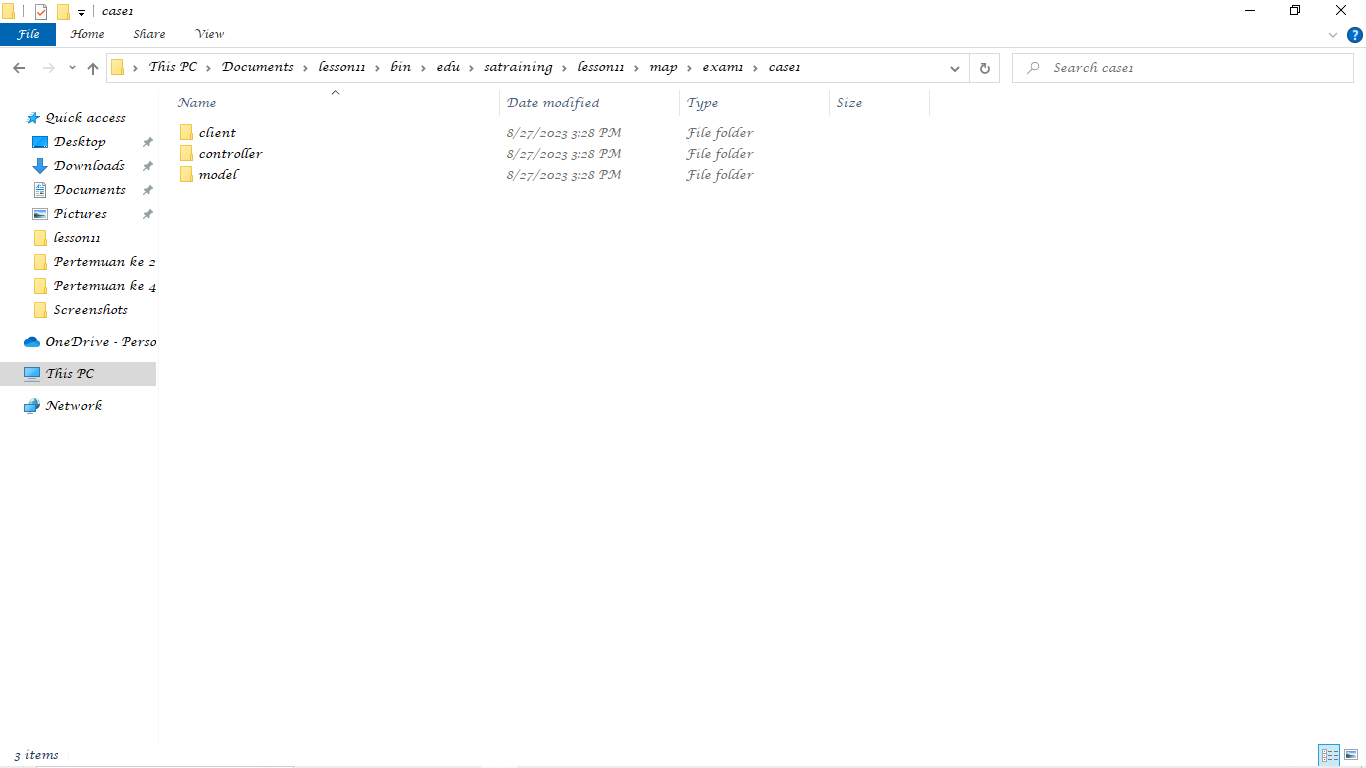 case1
File Home Share View
This PC Documents lesson11 bin edu satraining lesson11 map exam1 case1 Search case1
Name Date modified Type Size
client 8/27/2023 3:28 PM File folder
controller 8/27/2023 3:28 PM File folder
model 8/27/2023 3:28 PM File folder
Quick access
Desktop
Downloads
Documents
Pictures
lesson11
Pertemuan ke 2
Pertemuan ke 4
Screenshots
OneDrive - Perso
This PC
Network
3 items